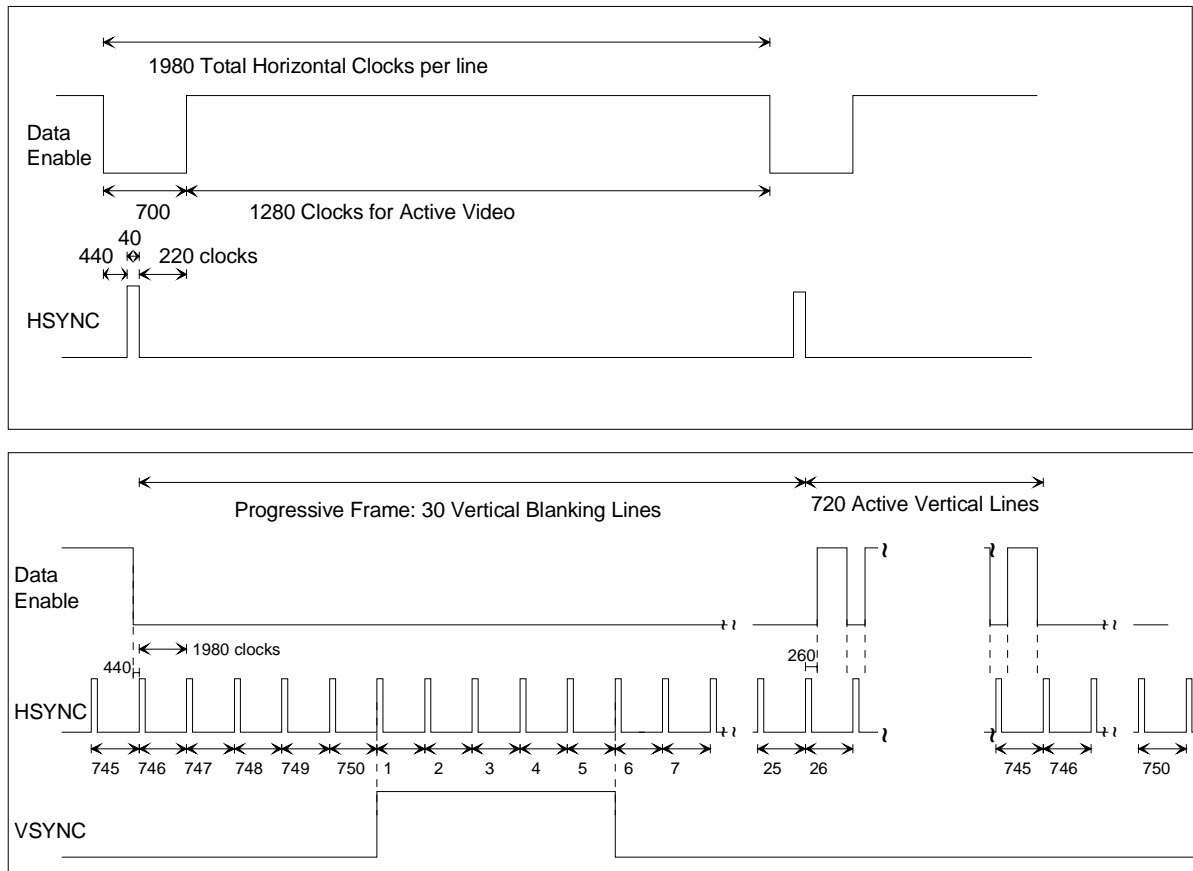 1980 Total Horizontal Clocks per line
Data
Enable
700
1280 Clocks for Active Video
40
440
220 clocks
HSYNC
Progressive Frame: 30 Vertical Blanking Lines
720 Active Vertical Lines
Data
Enable
1980 clocks
440
260
HSYNC
745 746 747 748 749 750 1 2 3 4 5 6 7 25 26 745 746 750
VSYNC